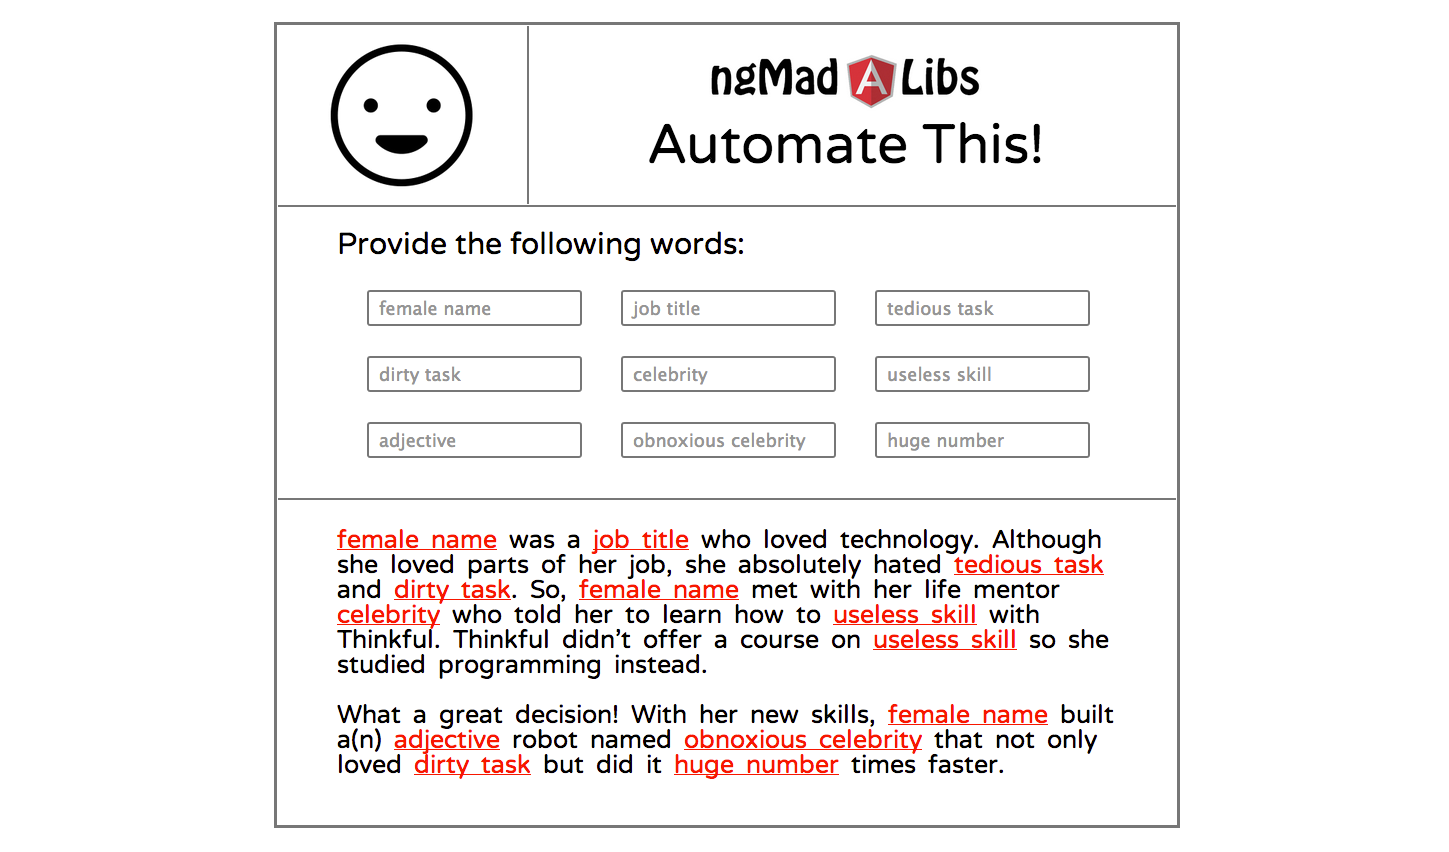 ngMad A Libs
Automate This!
Provide the following words:
female name
job title
tedious task
dirty task
celebrity
useless skill
adjective
obnoxious celebrity
huge number
female name was a job title who loved technology. Although
she loved parts of her job, she absolutely hated tedious task
and dirty task. So, female name met with her life mentor
celebrity who told her to learn how to useless skill with
Thinkful. Thinkful didn't offer a course on useless skill so she
studied programming instead.
What a great decision! With her new skills, female name built
a(n) adjective robot named obnoxious celebrity that not only
loved dirty task but did it huge number times faster.